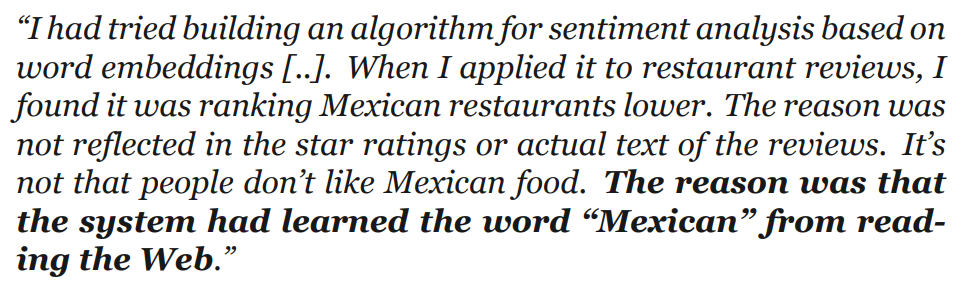 “I had tried building an algorithm for sentiment analysis based on
word embeddings [..]. When I applied it to restaurant reviews, I
found it was ranking Mexican restaurants lower. The reason was
not reflected in the star ratings or actual text of the reviews. It’s
not that people don’t like Mexican food. The reason was that
the system had learned the word “Mexican” from read-
ing the Web.”